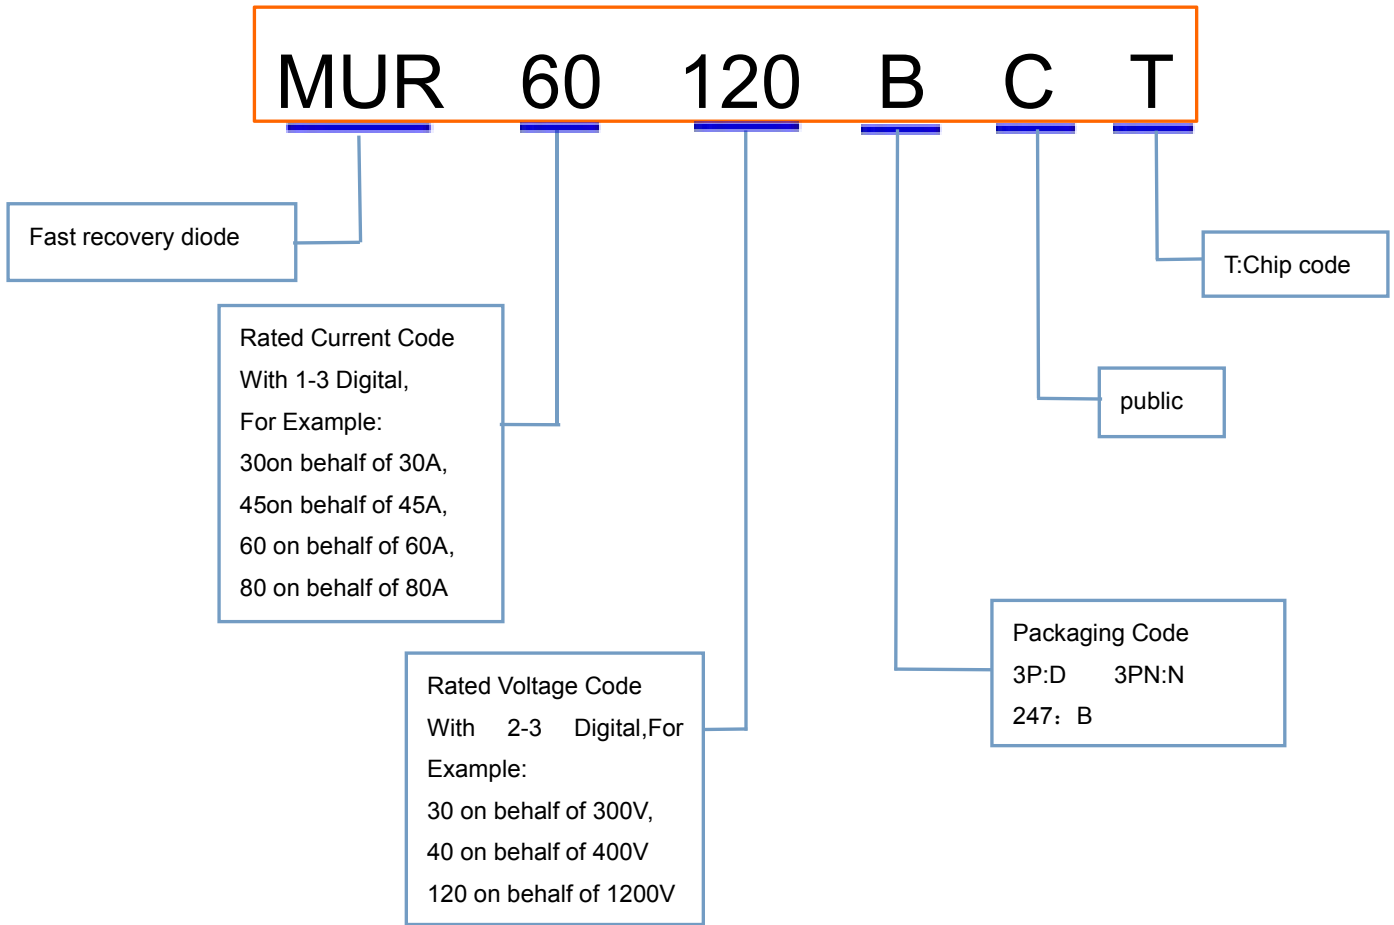 MUR 60 120 B C T
Fast recovery diode
T:Chip code
Rated Current Code
With 1-3 Digital,
For Example:
30on behalf of 30A,
45on behalf of 45A,
60 on behalf of 60A,
80 on behalf of 80A
public
Packaging Code
3P:D 3PN:N
247：B
Rated Voltage Code
With 2-3 Digital,For
Example:
30 on behalf of 300V,
40 on behalf of 400V
120 on behalf of 1200V